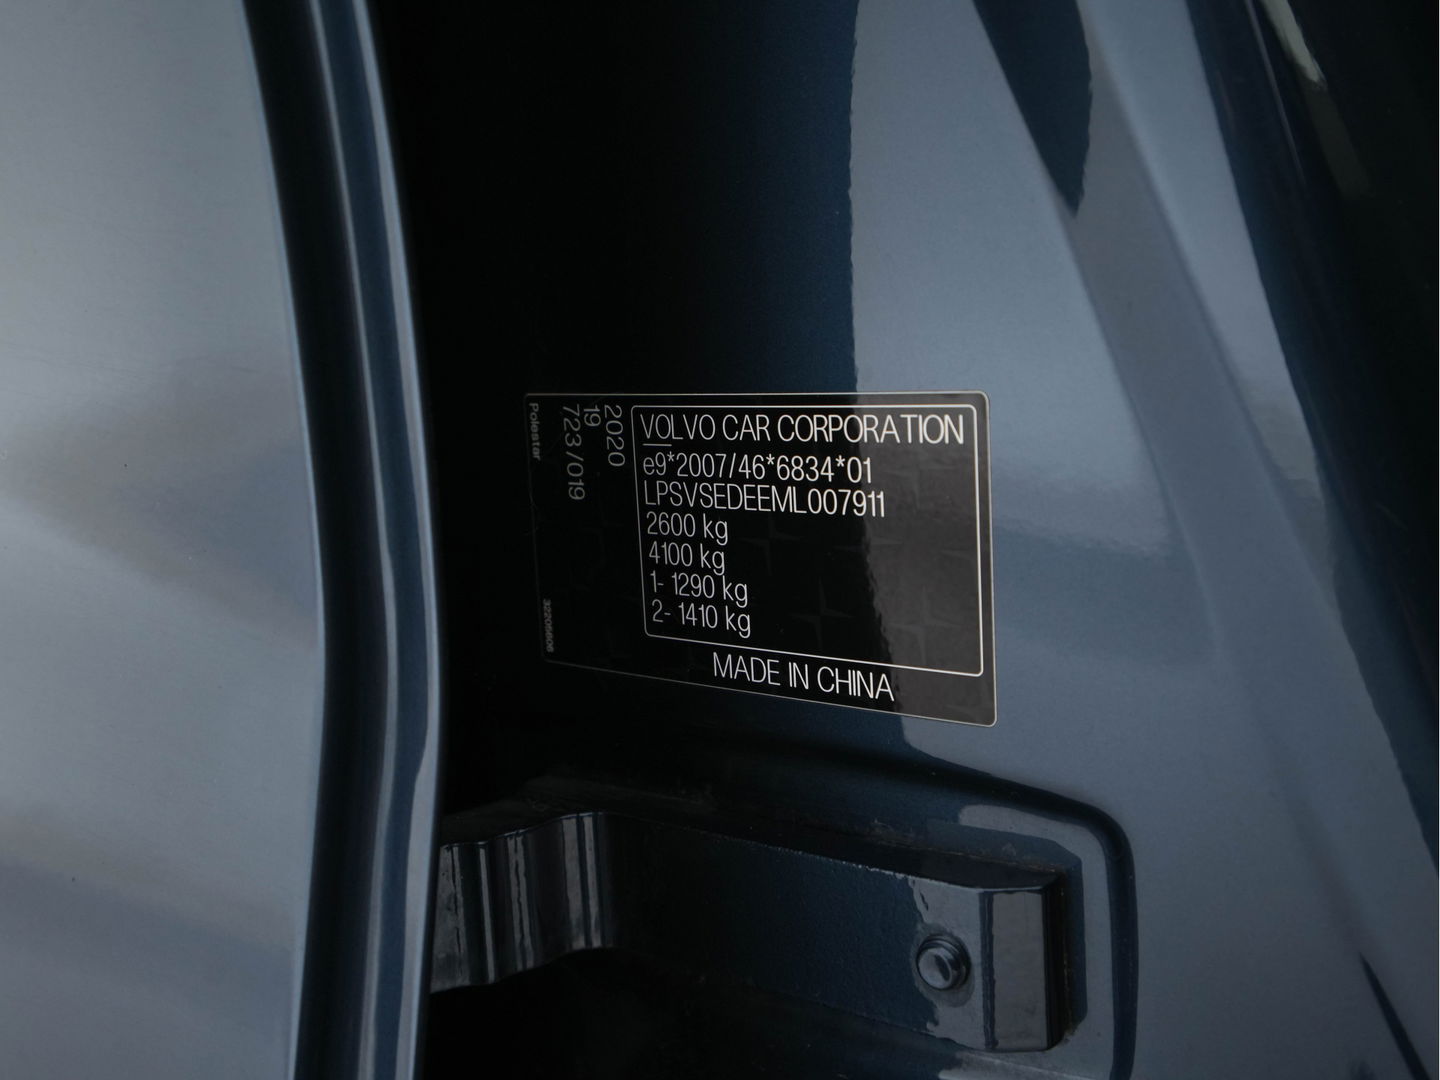 VOLVO CAR CORPORATION
e9*2007/46*6834*01
LPSVSEDEEML007911
2600 kg
4100 kg
1- 1290 kg
2- 1410 kg
MADE IN CHINA
2020
19
723/019
Polestar
32206606